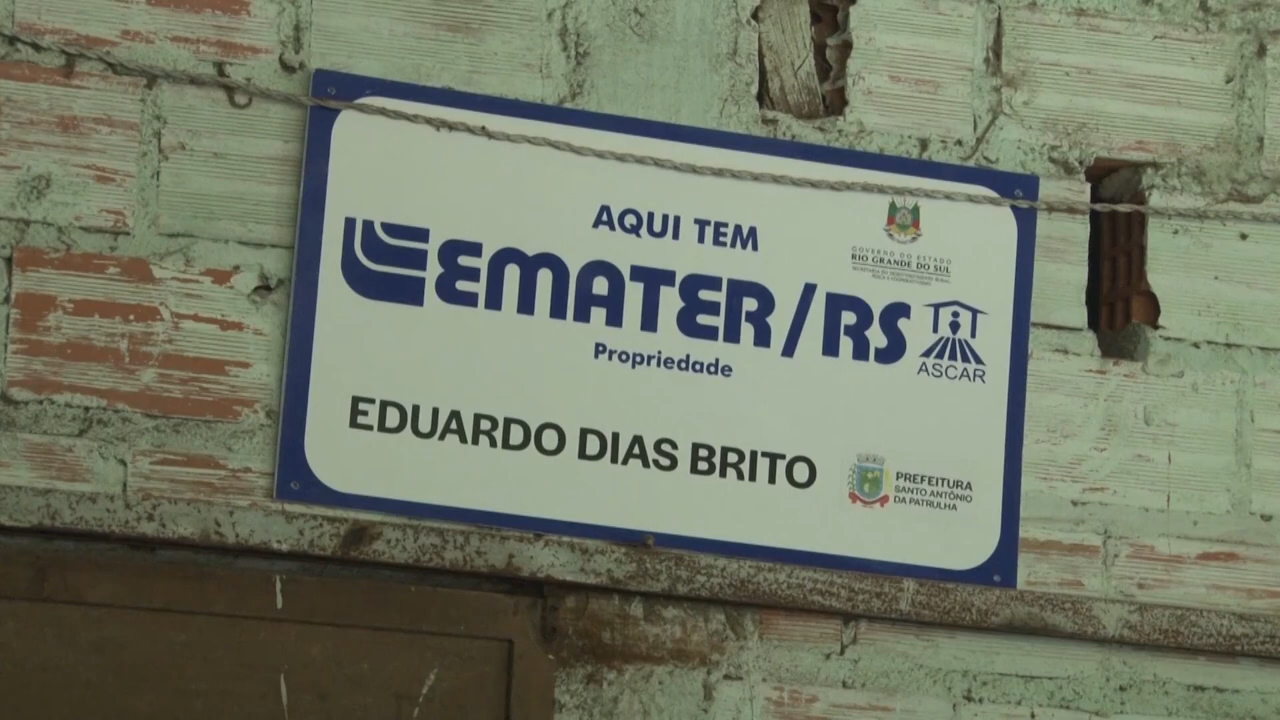 AQUI TEM
EMATER/RS
ASCAR
GOVERNO DO ESTADO
RIO GRANDE DO SUL
Propriedade
EDUARDO DIAS BRITO
PREFEITURA
SANTO ANTÔNIO
DA PATRULHA